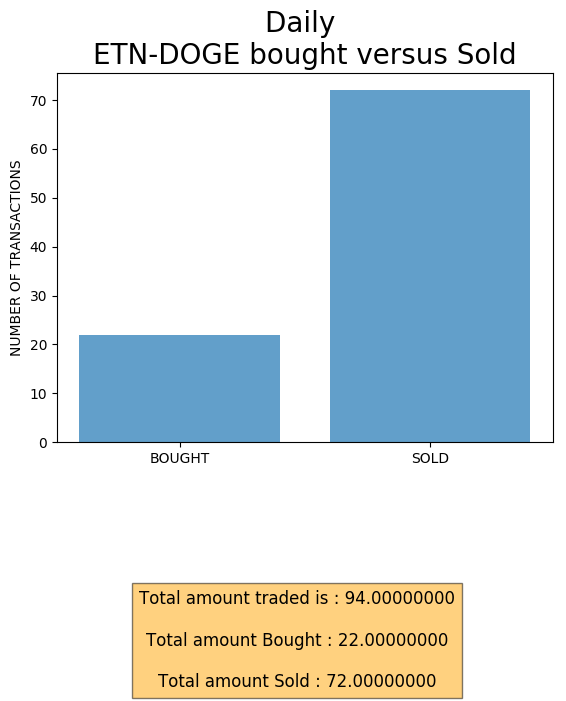 Daily
ETN-DOGE bought versus Sold
NUMBER OF TRANSACTIONS
70
60
50
40
30
20
10
0
BOUGHT
SOLD
Total amount traded is : 94.00000000
Total amount Bought : 22.00000000
Total amount Sold : 72.00000000